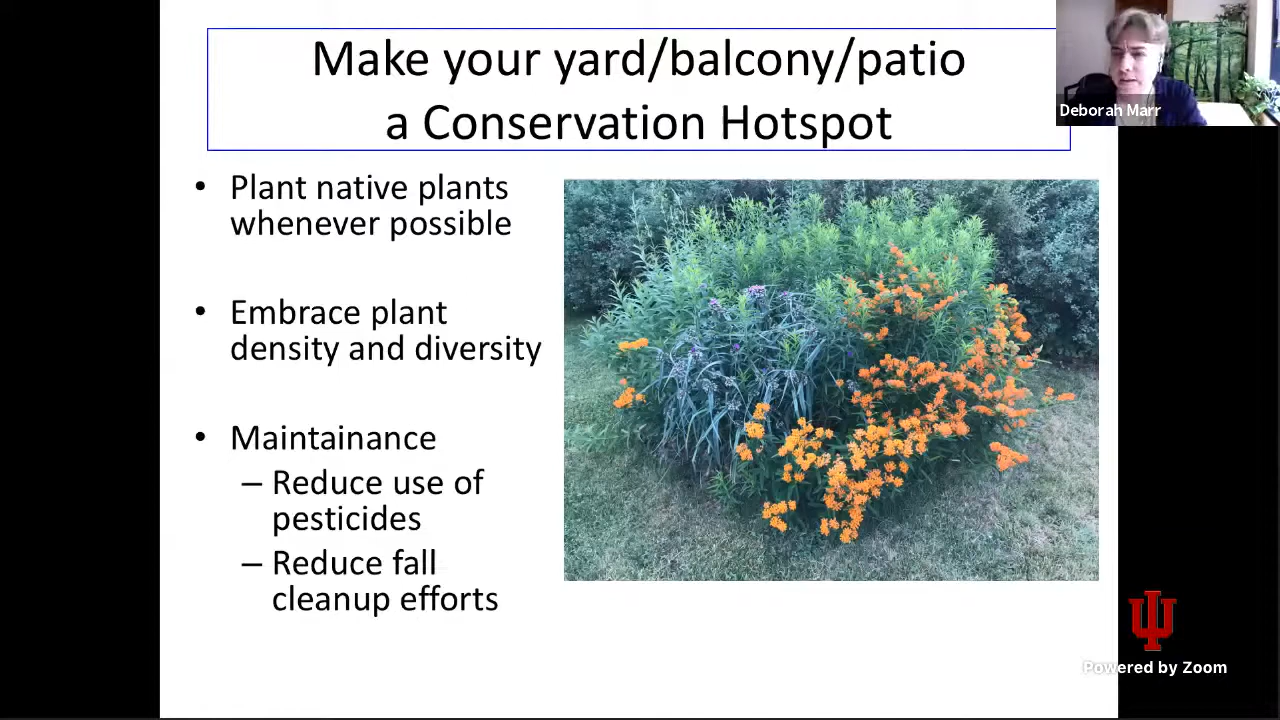 Make your yard/balcony/patio
a Conservation Hotspot
Deborah Marr
• Plant native plants
whenever possible
• Embrace plant
density and diversity
• Maintainance
– Reduce use of
pesticides
– Reduce fall
cleanup efforts
Powered by Zoom